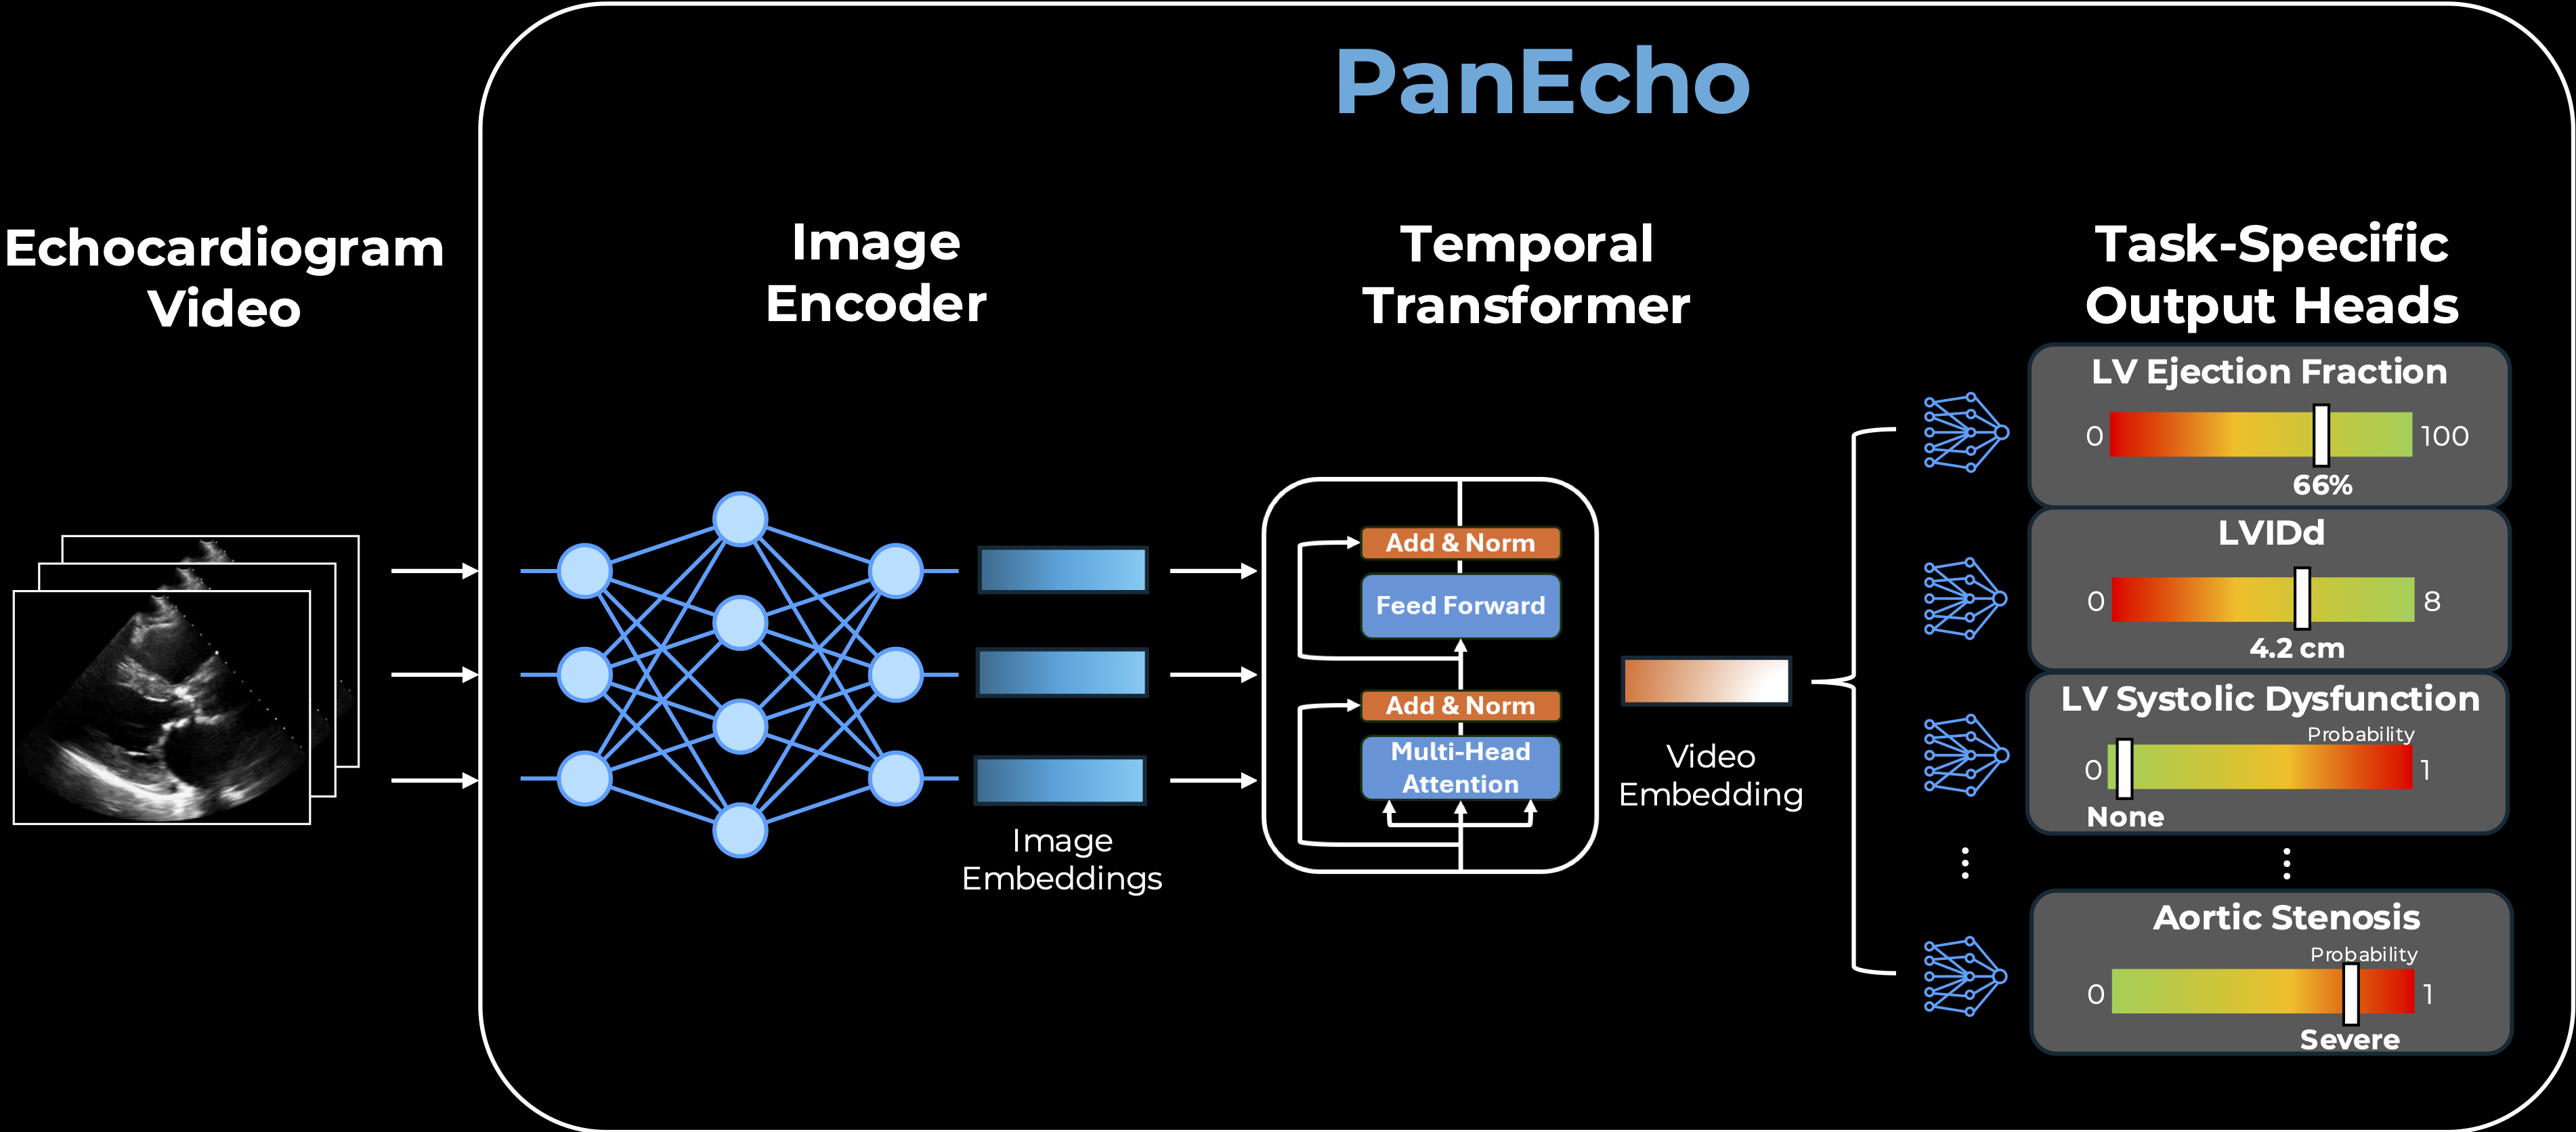 PanEcho
Echocardiogram
Video
Image
Encoder
Image
Embeddings
Temporal
Transformer
Add & Norm
Feed Forward
Add & Norm
Multi-Head
Attention
Video
Embedding
Task-Specific
Output Heads
LV Ejection Fraction
0 100
66%
LVIDd
0 8
4.2 cm
LV Systolic Dysfunction
Probability
0 1
None
Aortic Stenosis
Probability
0 1
Severe